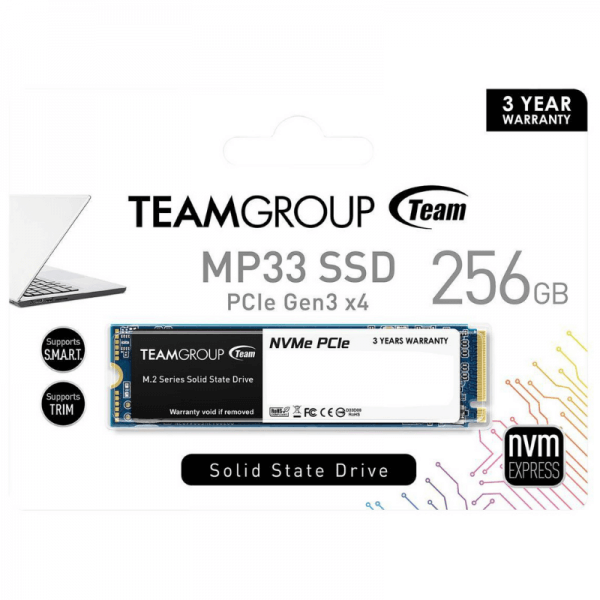 3 YEAR
WARRANTY
TEAMGROUP Team
MP33 SSD
PCIe Gen3 x4
256GB
Supports
S.M.A.R.T.
Supports
TRIM
TEAMGROUP Team
M.2 Series Solid State Drive
Warranty void if removed
NVMe PCIe
3 YEARS WARRANTY
RoHS
FC CE
nvm
EXPRESS
Solid State Drive